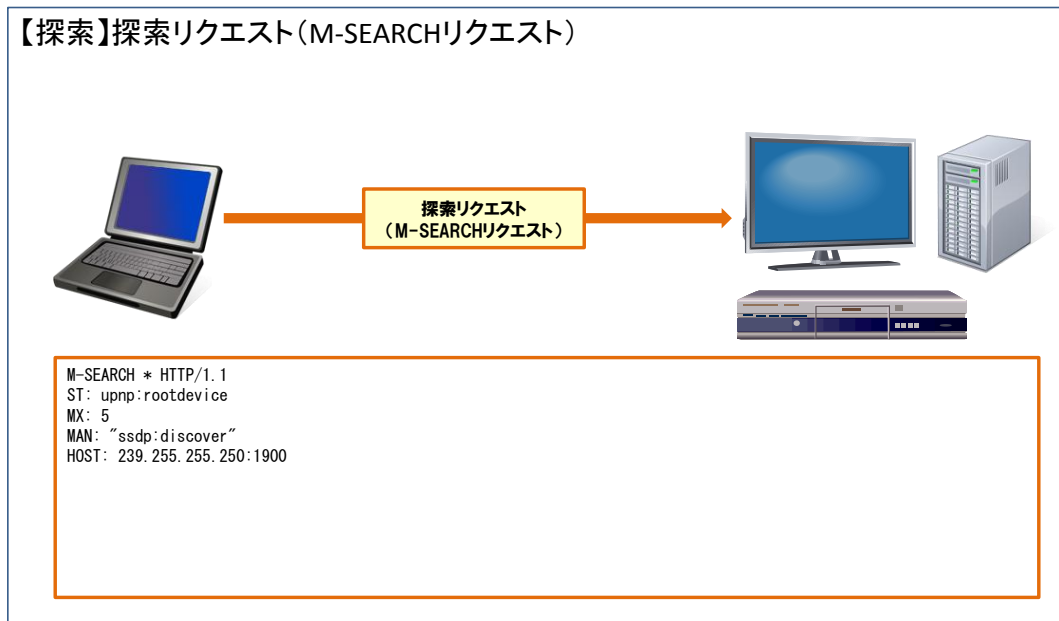 【探索】探索リクエスト（M-SEARCHリクエスト）
探索リクエスト
（M-SEARCHリクエスト）
M-SEARCH * HTTP/1.1
ST: upnp:rootdevice
MX: 5
MAN: "ssdp:discover"
HOST: 239.255.255.250:1900